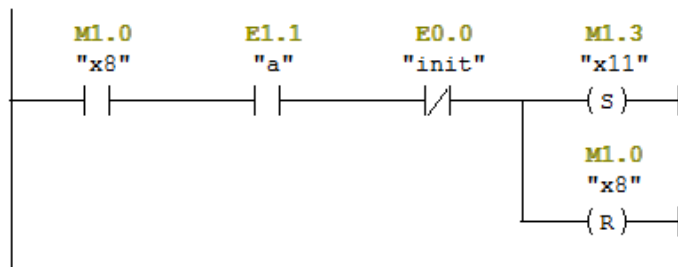 M1.0 E1.1 E0.0 M1.3
"x8" "a" "init" "x11"
S
M1.0
"x8"
R